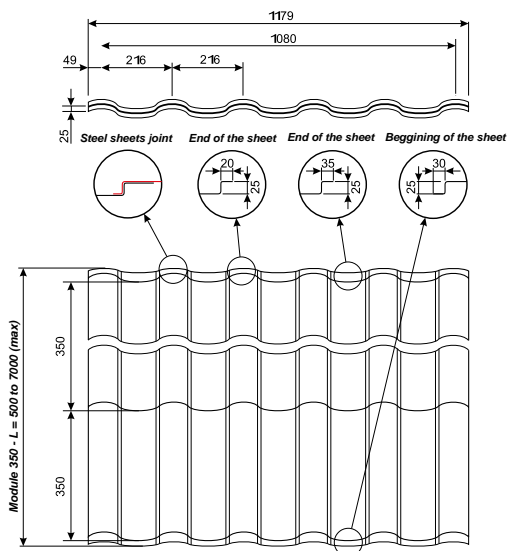 1179
1080
49
216
216
25
Steel sheets joint
End of the sheet
End of the sheet
Beggining of the sheet
20
25
35
25
30
25
350
350
Module 350 - L = 500 to 7000 (max)